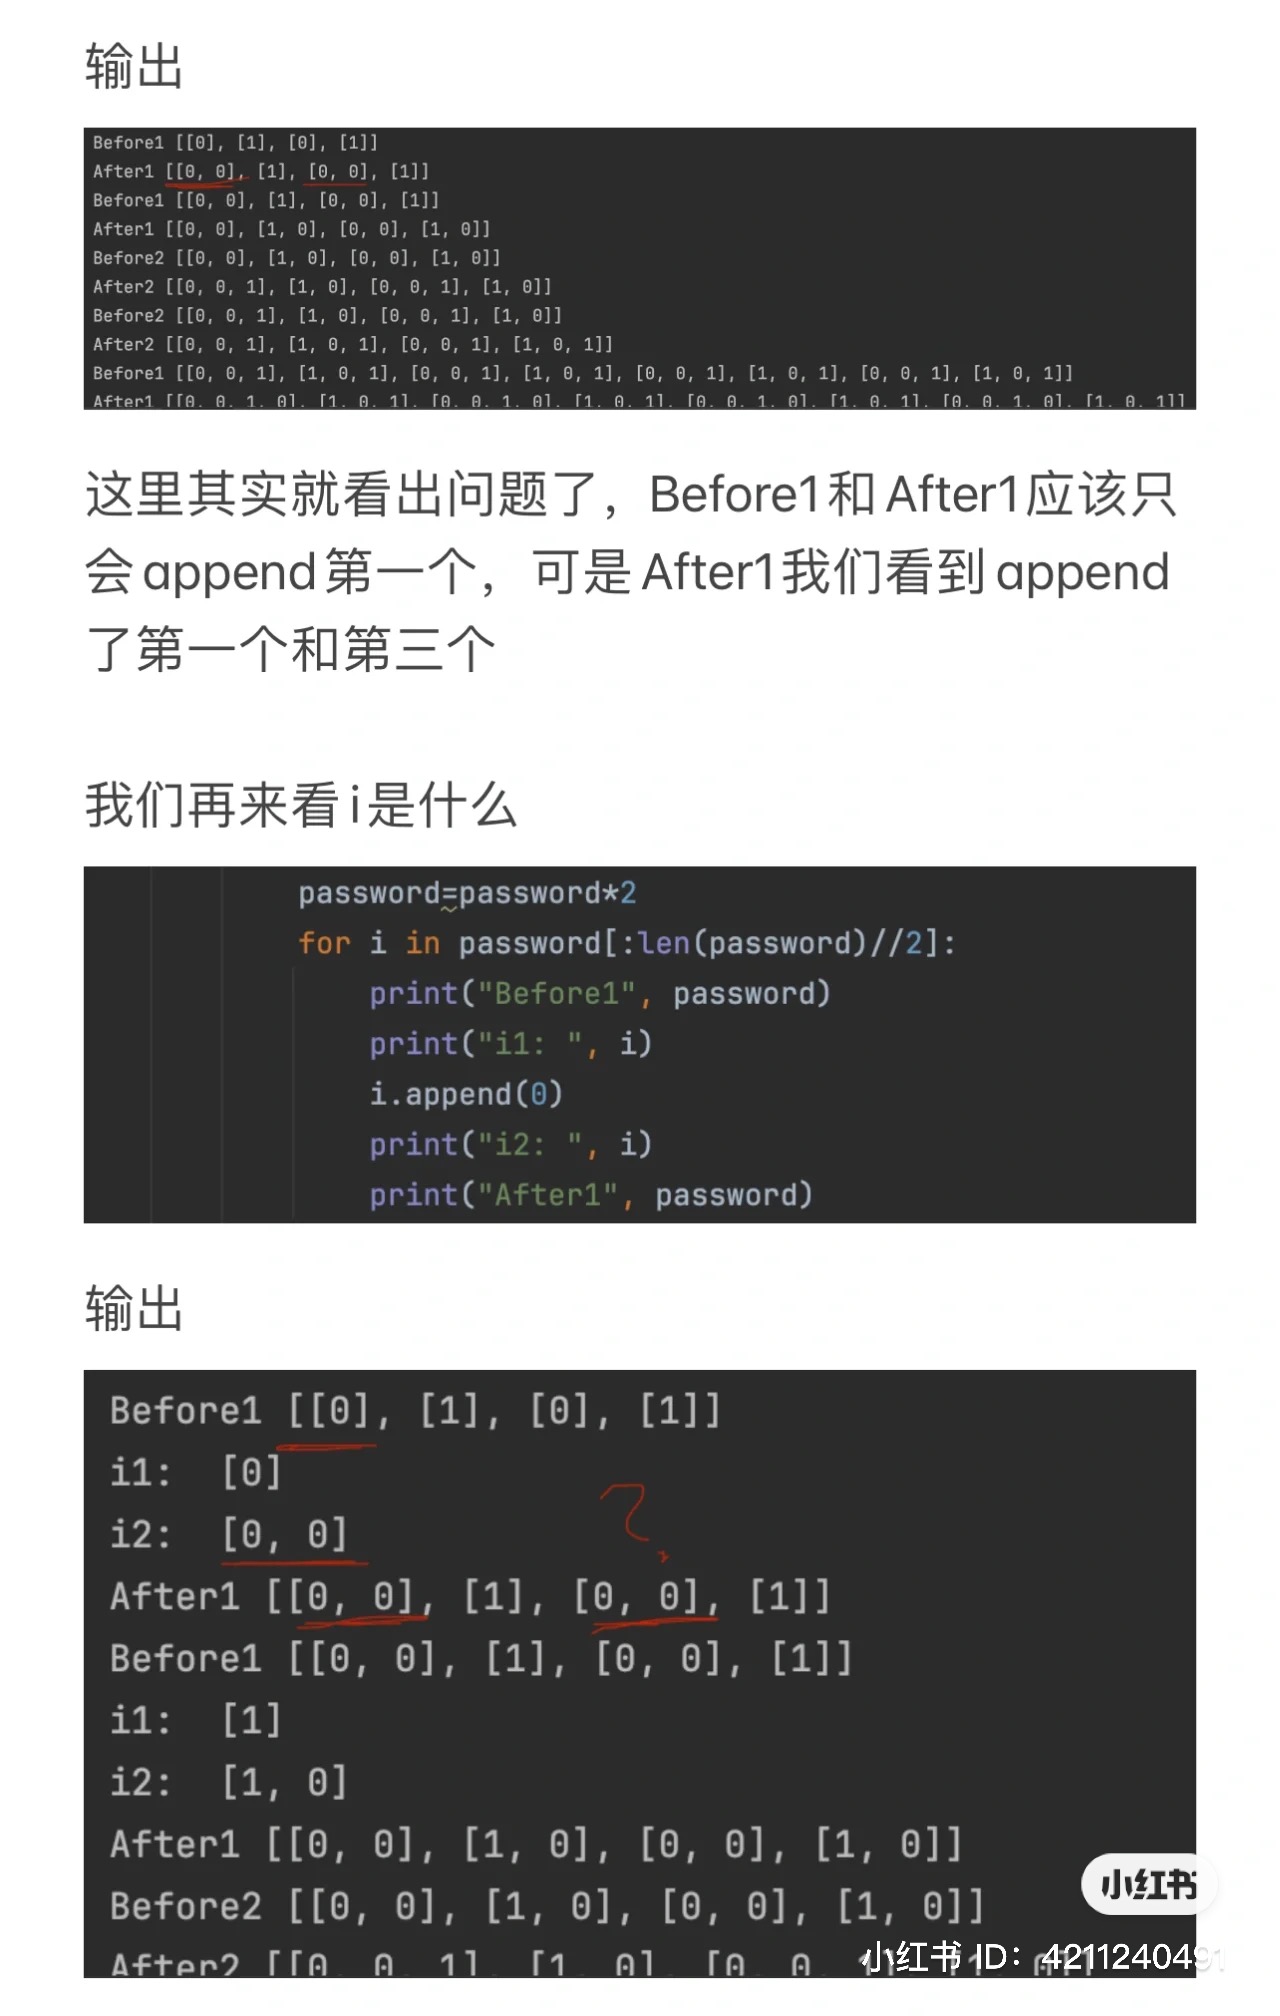 输出
Before1 [[0], [1], [0], [1]]
After1 [[0, 0], [1], [0, 0], [1]]
Before1 [[0, 0], [1], [0, 0], [1]]
After1 [[0, 0], [1, 0], [0, 0], [1, 0]]
Before2 [[0, 0], [1, 0], [0, 0], [1, 0]]
After2 [[0, 0, 1], [1, 0], [0, 0, 1], [1, 0]]
Before2 [[0, 0, 1], [1, 0], [0, 0, 1], [1, 0]]
After2 [[0, 0, 1], [1, 0, 1], [0, 0, 1], [1, 0, 1]]
Before1 [[0, 0, 1], [1, 0, 1], [0, 0, 1], [1, 0, 1], [0, 0, 1], [1, 0, 1], [0, 0, 1], [1, 0, 1]]
After1 [[0, 0, 1, 0], [1, 0, 1], [0, 0, 1, 0], [1, 0, 1], [0, 0, 1, 0], [1, 0, 1], [0, 0, 1, 0], [1, 0, 1]]
这里其实就看出问题了，Before1和After1应该只
会append第一个，可是After1我们看到append
了第一个和第三个
我们再来看i是什么
password=password*2
for i in password[:len(password)//2]:
print("Before1", password)
print("i1: ", i)
i.append(0)
print("i2: ", i)
print("After1", password)
输出
Before1 [[0], [1], [0], [1]]
i1: [0]
i2: [0, 0]
?
After1 [[0, 0], [1], [0, 0], [1]]
Before1 [[0, 0], [1], [0, 0], [1]]
i1: [1]
i2: [1, 0]
After1 [[0, 0], [1, 0], [0, 0], [1, 0]]
Before2 [[0, 0], [1, 0], [0, 0], [1, 0]]
After2 [[0, 0, 1], [1, 0], [0, 0,
小红书
小红书 ID：4211240491